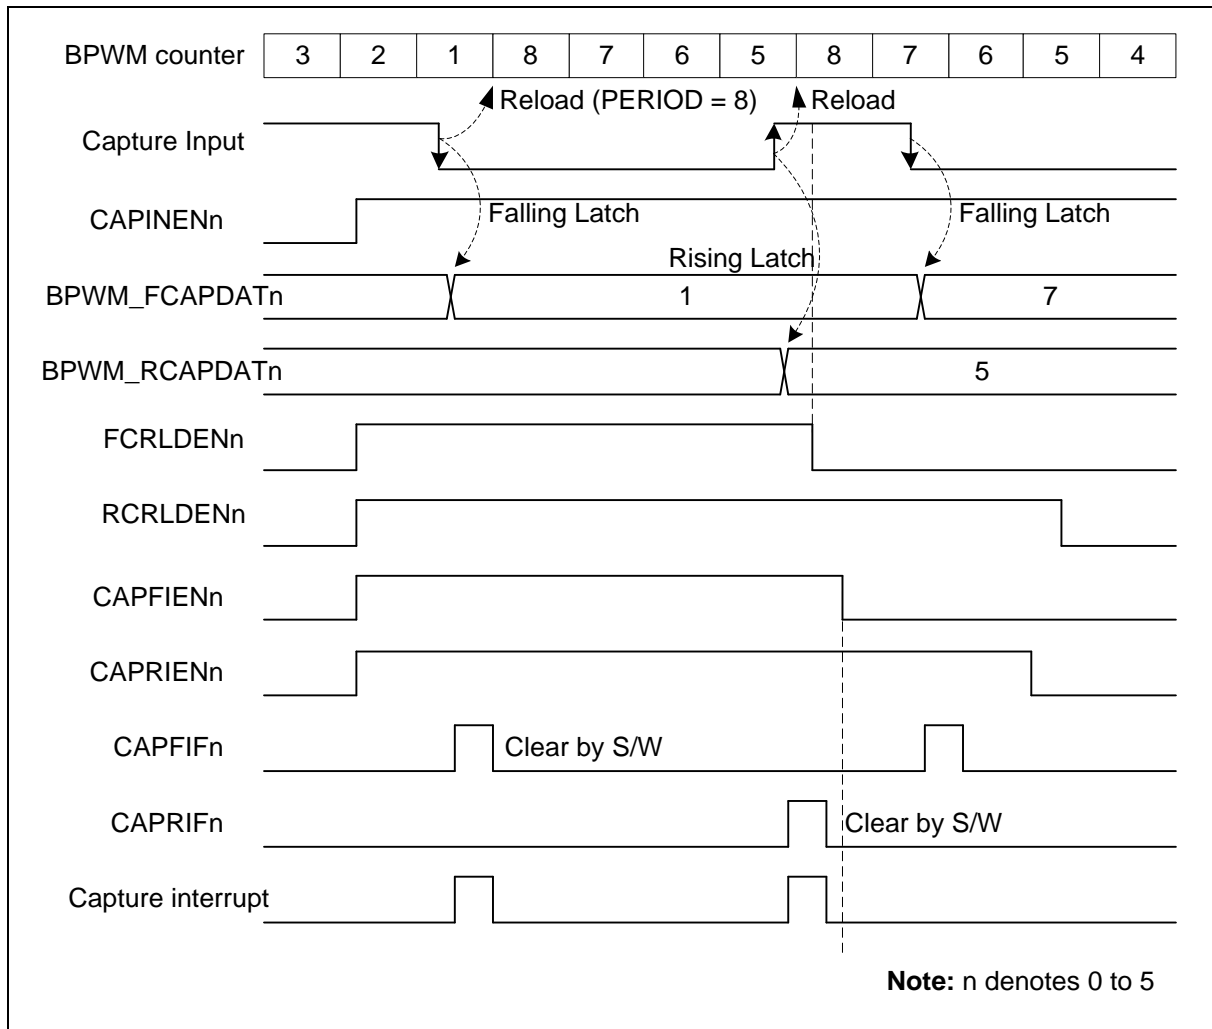 BPWM counter 3 2 1 8 7 6 5 8 7 6 5 4
Reload (PERIOD = 8) Reload
Capture Input
CAPINENn Falling Latch Falling Latch
Rising Latch
BPWM_FCAPDATn 1 7
BPWM_RCAPDATn 5
FCRLDENn
RCRLDENn
CAPFIENn
CAPRIENn
CAPFIFn Clear by S/W
CAPRIFn Clear by S/W
Capture interrupt
Note: n denotes 0 to 5